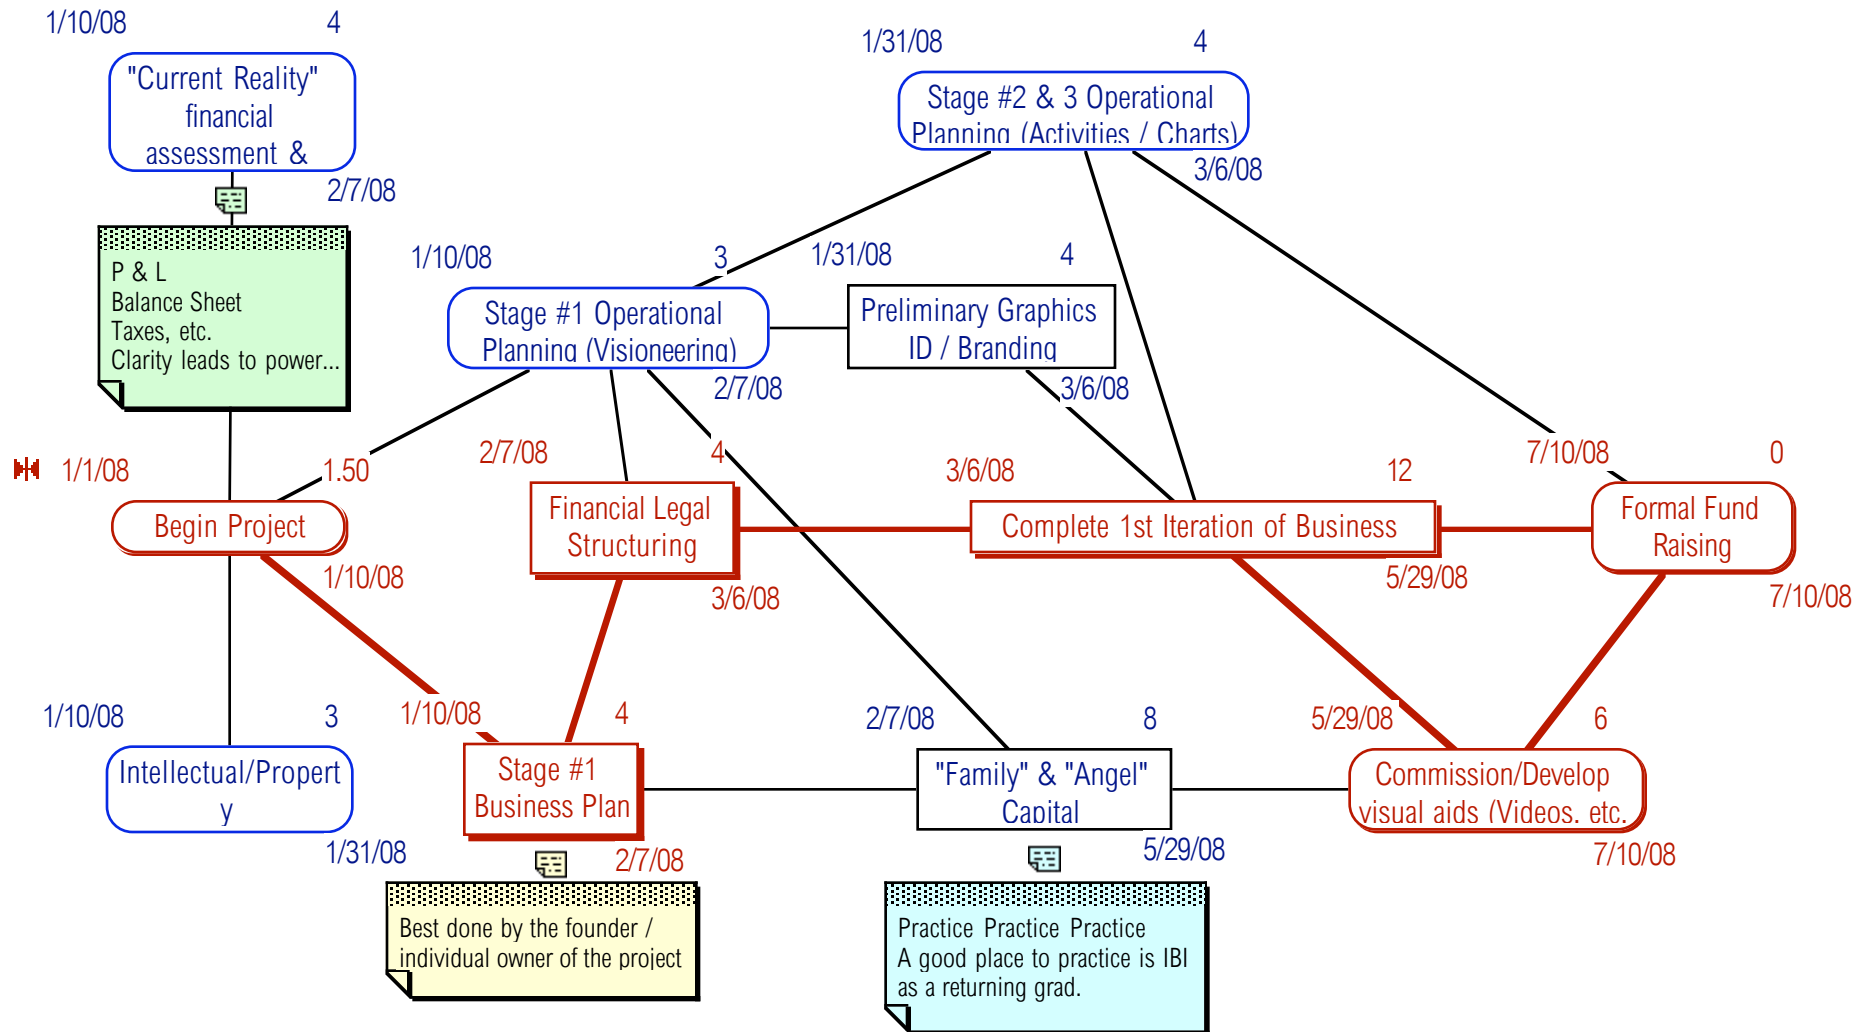 1/10/08 4
"Current Reality"
financial
assessment &
2/7/08
P & L
Balance Sheet
Taxes, etc.
Clarity leads to power...
1/31/08 4
Stage #2 & 3 Operational
Planning (Activities / Charts)
3/6/08
1/10/08 3
Stage #1 Operational
Planning (Visioneering)
2/7/08
1/31/08 4
Preliminary Graphics
ID / Branding
3/6/08
1/1/08 1.50
Begin Project
1/10/08
2/7/08 4
Financial Legal
Structuring
3/6/08
3/6/08 12
Complete 1st Iteration of Business
5/29/08
7/10/08 0
Formal Fund
Raising
7/10/08
1/10/08 3
Intellectual/Propert
y
1/31/08
1/10/08 4
Stage #1
Business Plan
2/7/08
Best done by the founder /
individual owner of the project
2/7/08 8
"Family" & "Angel"
Capital
5/29/08
Practice Practice Practice
A good place to practice is IBI
as a returning grad.
5/29/08 6
Commission/Develop
visual aids (Videos, etc.
7/10/08